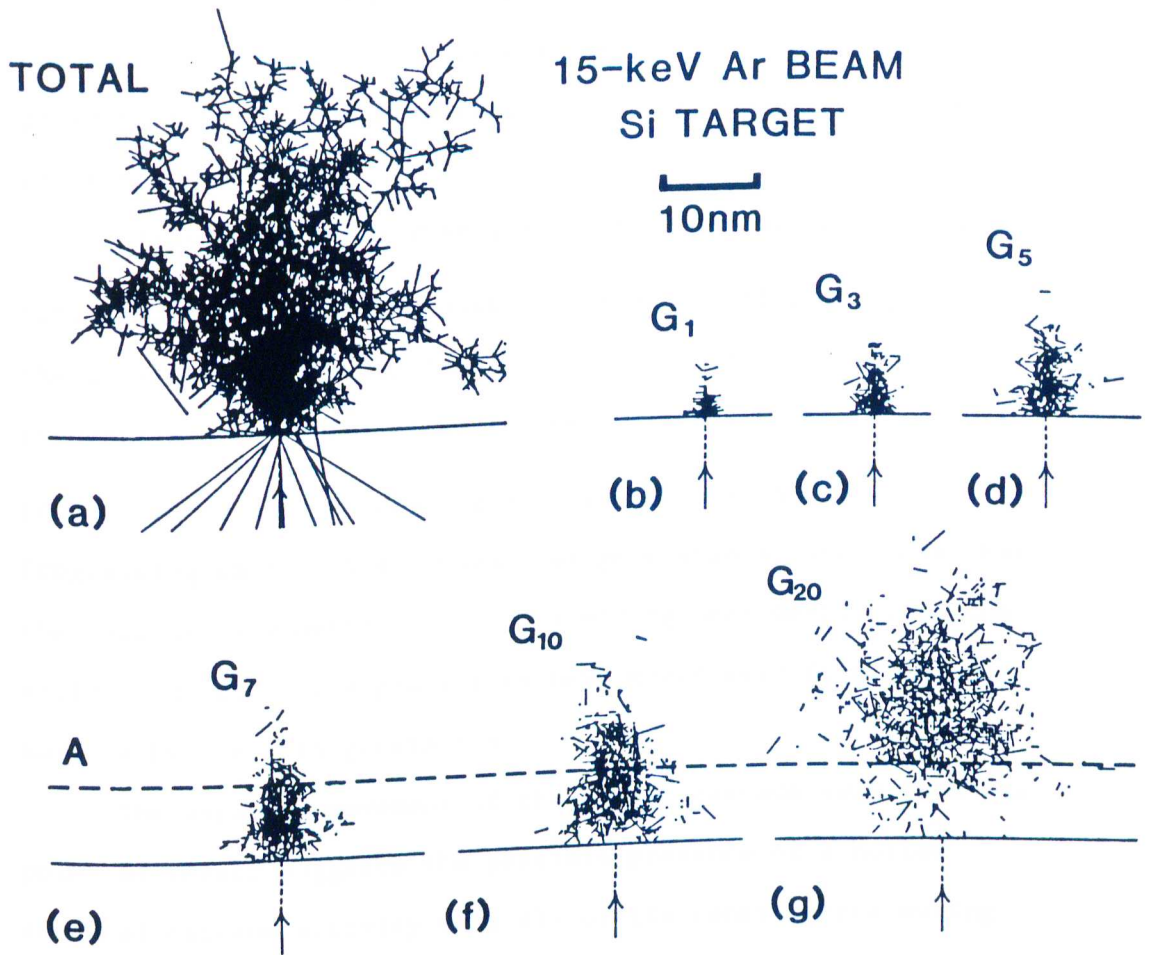 TOTAL
15-keV Ar BEAM
Si TARGET
10nm
G₁
G₃
G₅
(a)
(b)
(c)
(d)
G₇
G₁₀
G₂₀
A
(e)
(f)
(g)